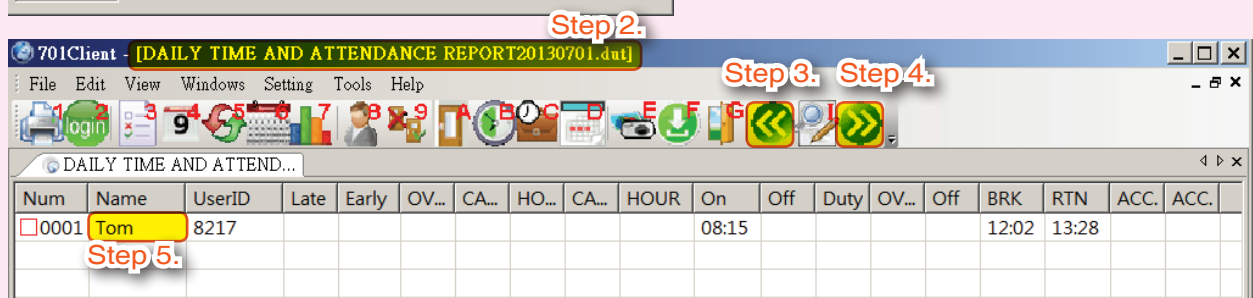 Step 2.
701Client - [DAILY TIME AND ATTENDANCE REPORT20130701.dut]
Step 3. Step 4.
File Edit View Windows Setting Tools Help
1 2 login 3 4 9 5 6 7 8 9 A B C D E F G I
DAILY TIME AND ATTEND...
Num Name UserID Late Early OV... CA... HO... CA... HOUR On Off Duty OV... Off BRK RTN ACC. ACC.
0001 Tom 8217 08:15 12:02 13:28
Step 5.